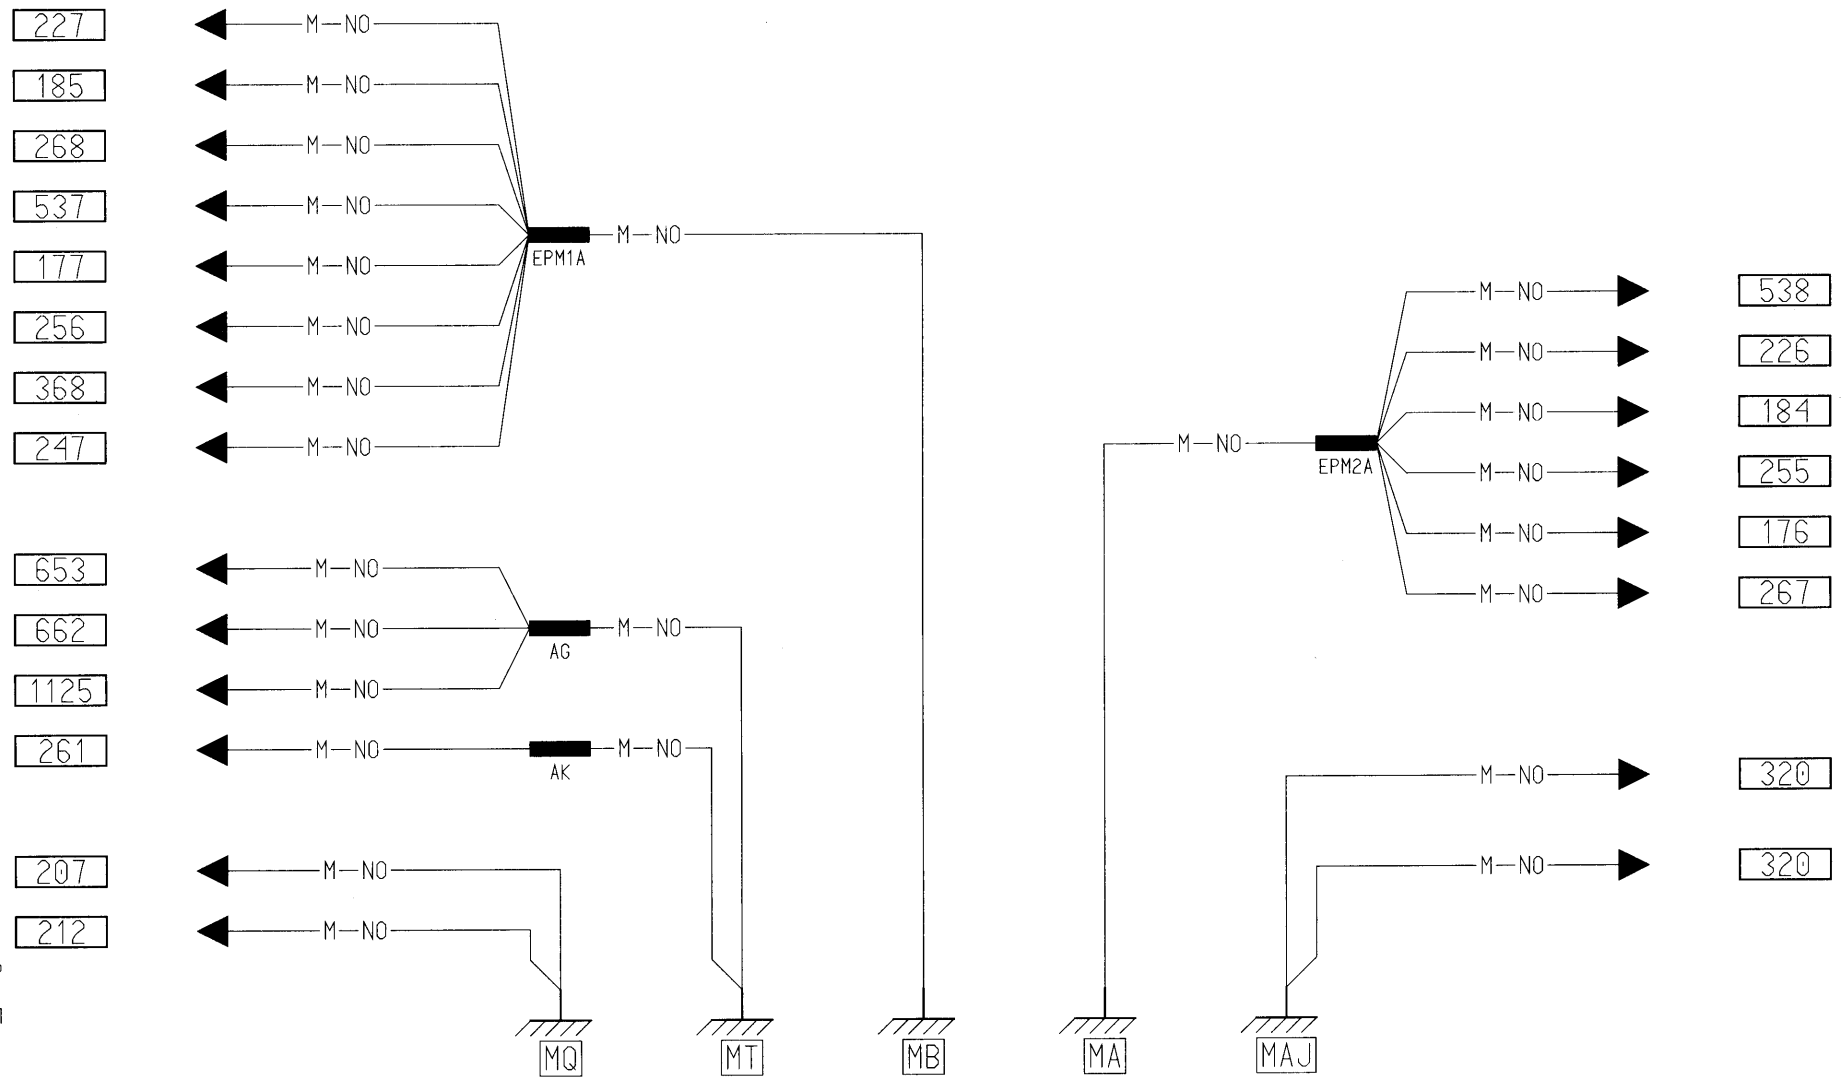 227 M NO
185 M NO
268 M NO
537 M NO
M NO
EPM1A
177 M NO
256 M NO
368 M NO
247 M NO
M NO 538
M NO 226
M NO 184
M NO
EPM2A
M NO 255
M NO 176
M NO 267
653 M NO
662 M NO M NO
AG
1125 M NO
261 M NO M NO
AK
M NO 320
207 M NO
M NO 320
212 M NO
MQ MT MB MA MAJ